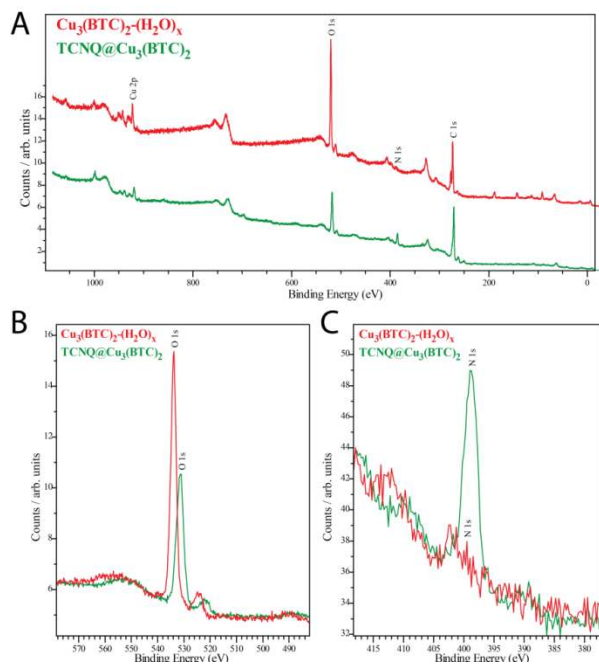 A
Cu3(BTC)2-(H2O)x
TCNQ@Cu3(BTC)2
Cu 2p
O 1s
N 1s
C 1s
Counts / arb. units
16
14
12
10
8
6
4
2
1000
800
600
400
200
0
Binding Energy (eV)
B
Cu3(BTC)2-(H2O)x
TCNQ@Cu3(BTC)2
O 1s
O 1s
Counts / arb. units
16
14
12
10
8
6
570
560
550
540
530
520
510
500
490
Binding Energy (eV)
C
Cu3(BTC)2-(H2O)x
TCNQ@Cu3(BTC)2
N 1s
N 1s
Counts / arb. units
50
48
46
44
42
40
38
36
34
32
415
410
405
400
395
390
385
380
Binding Energy (eV)